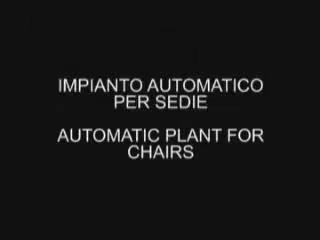 IMPIANTO AUTOMATICO
PER SEDIE
AUTOMATIC PLANT FOR
CHAIRS